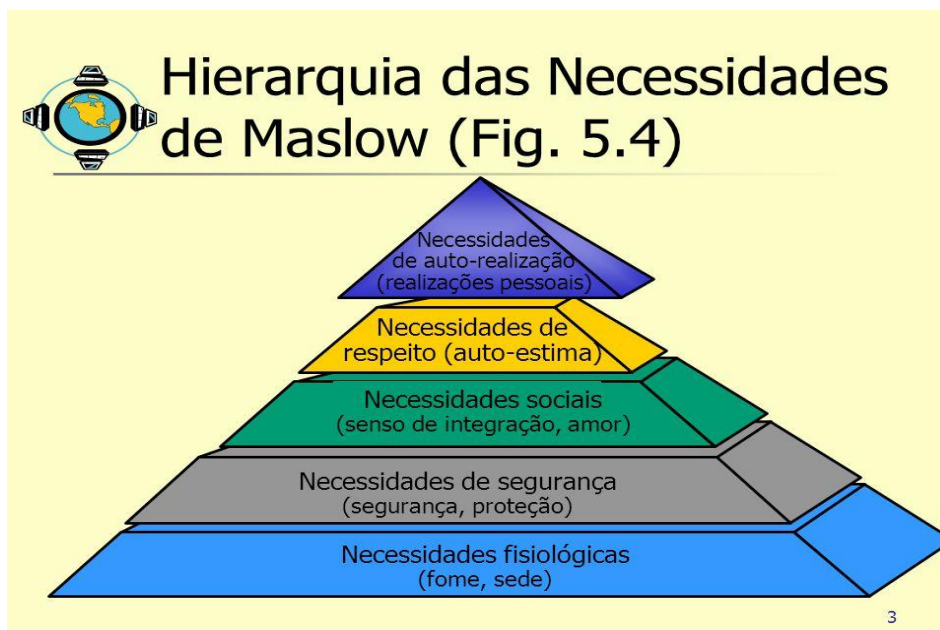 Hierarquia das Necessidades
de Maslow (Fig. 5.4)
Necessidades
de auto-realização
(realizações pessoais)
Necessidades de
respeito (auto-estima)
Necessidades sociais
(senso de integração, amor)
Necessidades de segurança
(segurança, proteção)
Necessidades fisiológicas
(fome, sede)
3